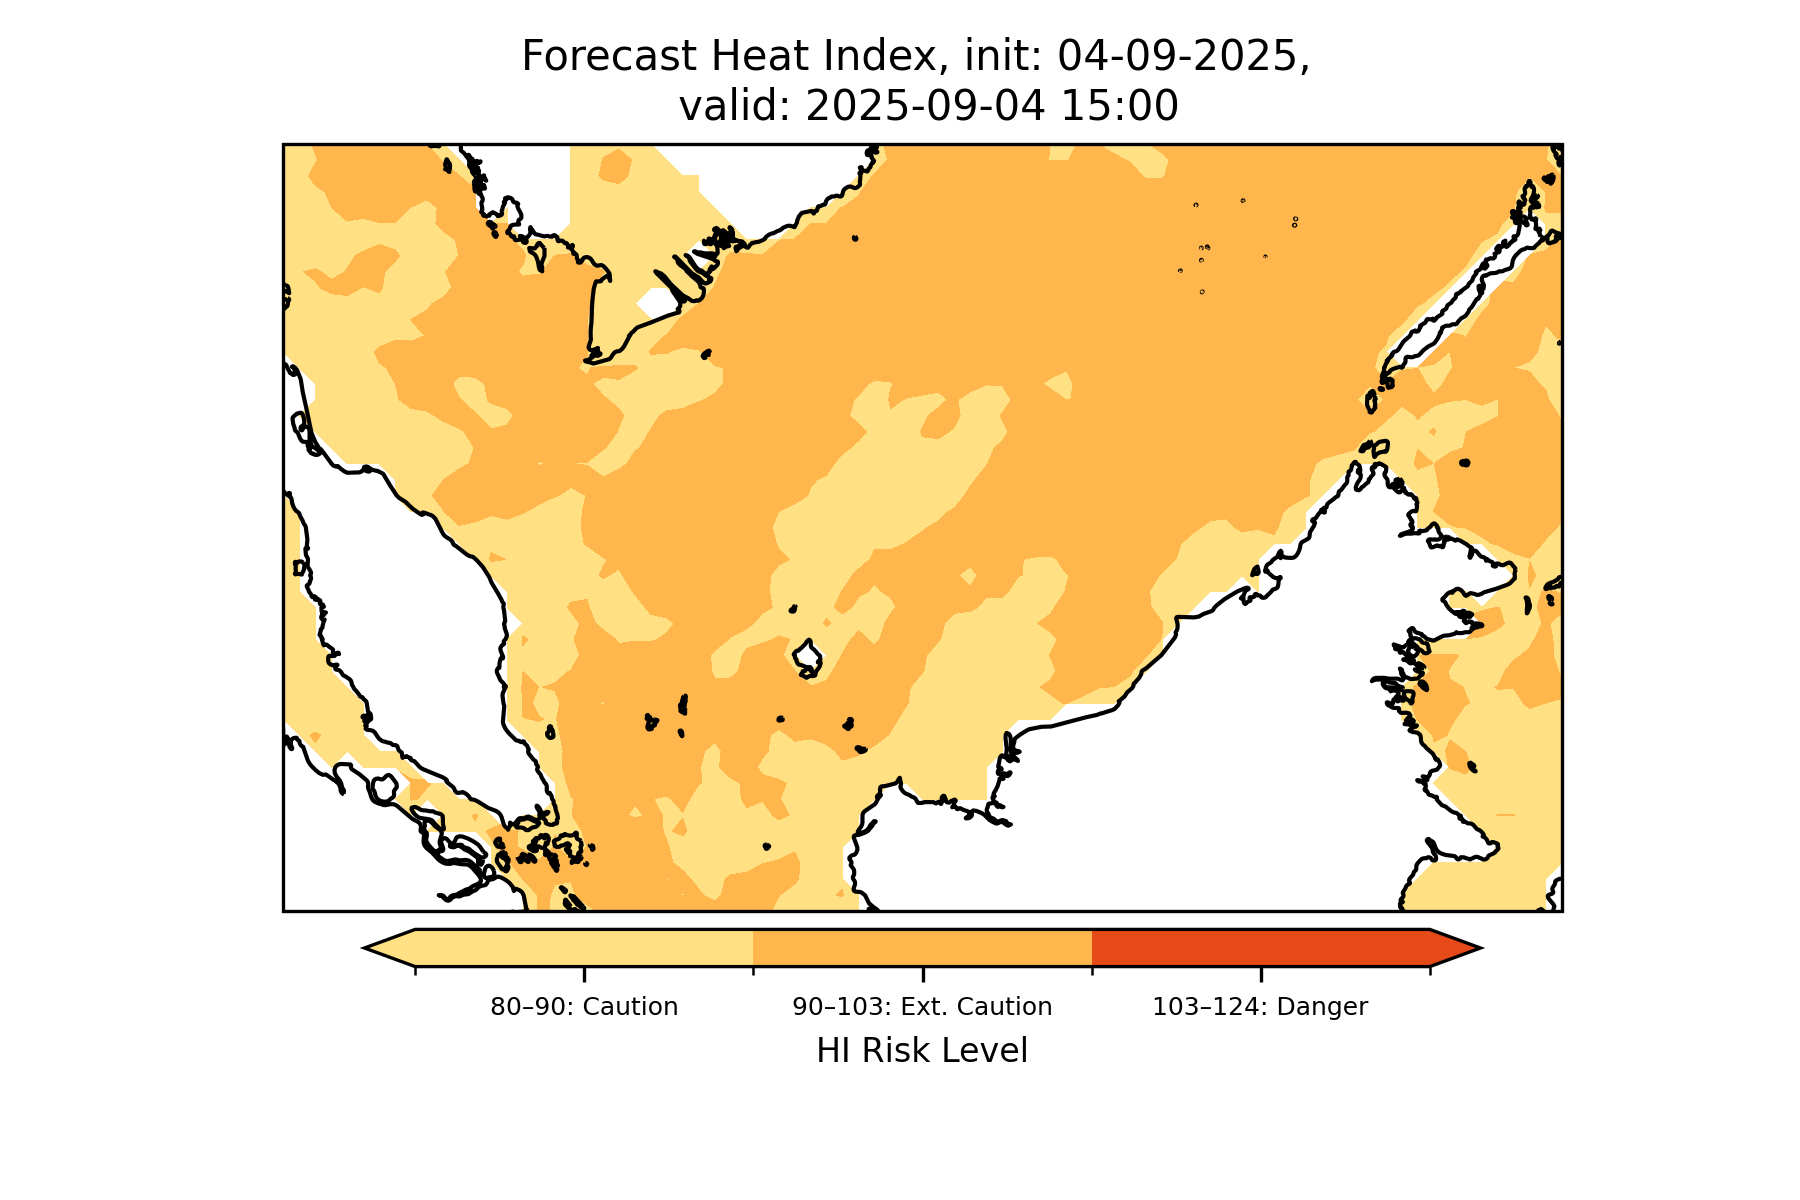 Forecast Heat Index, init: 04-09-2025,
valid: 2025-09-04 15:00
80–90: Caution
90–103: Ext. Caution
103–124: Danger
HI Risk Level